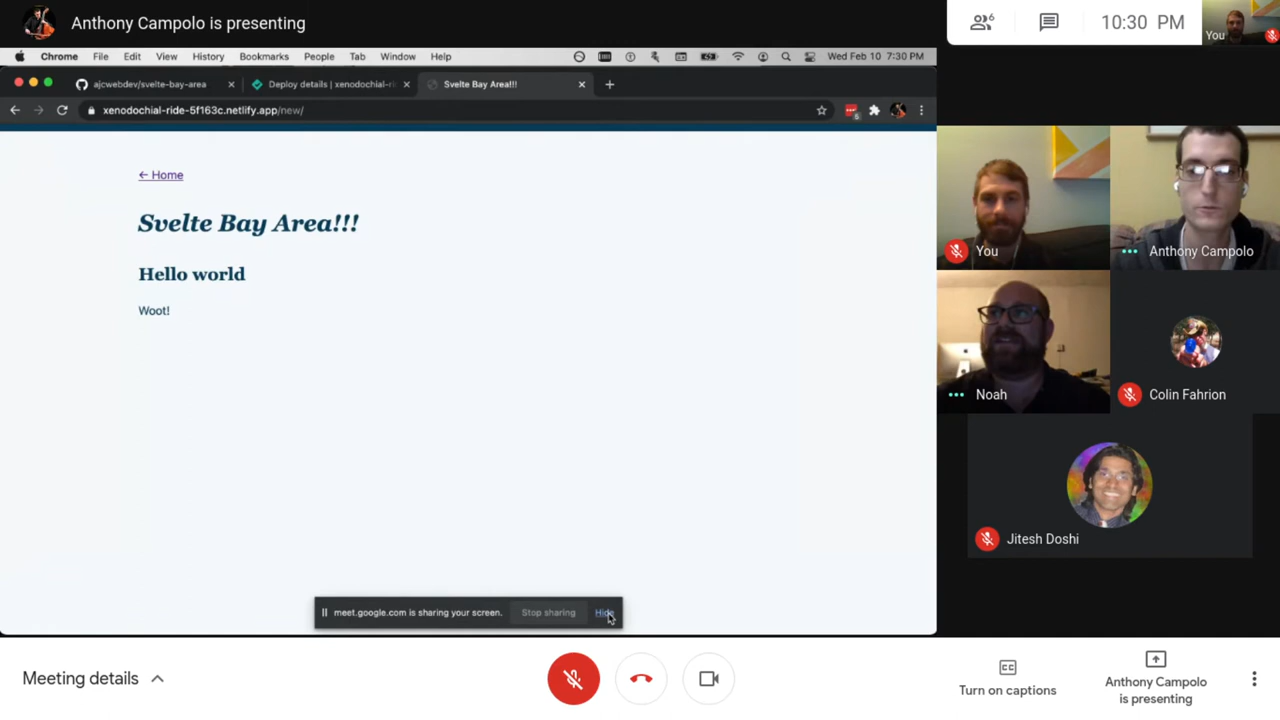 Anthony Campolo is presenting
6
10:30 PM
You
Chrome File Edit View History Bookmarks People Tab Window Help
Wed Feb 10 7:30 PM
ajcwebdev/svelte-bay-area
Deploy details | xenodochial-ri
Svelte Bay Area!!!
xenodochial-ride-5f163c.netlify.app/new/
← Home
Svelte Bay Area!!!
Hello world
Woot!
You
Anthony Campolo
Noah
Colin Fahrion
Jitesh Doshi
meet.google.com is sharing your screen.
Stop sharing
Hide
Meeting details
Turn on captions
Anthony Campolo
is presenting